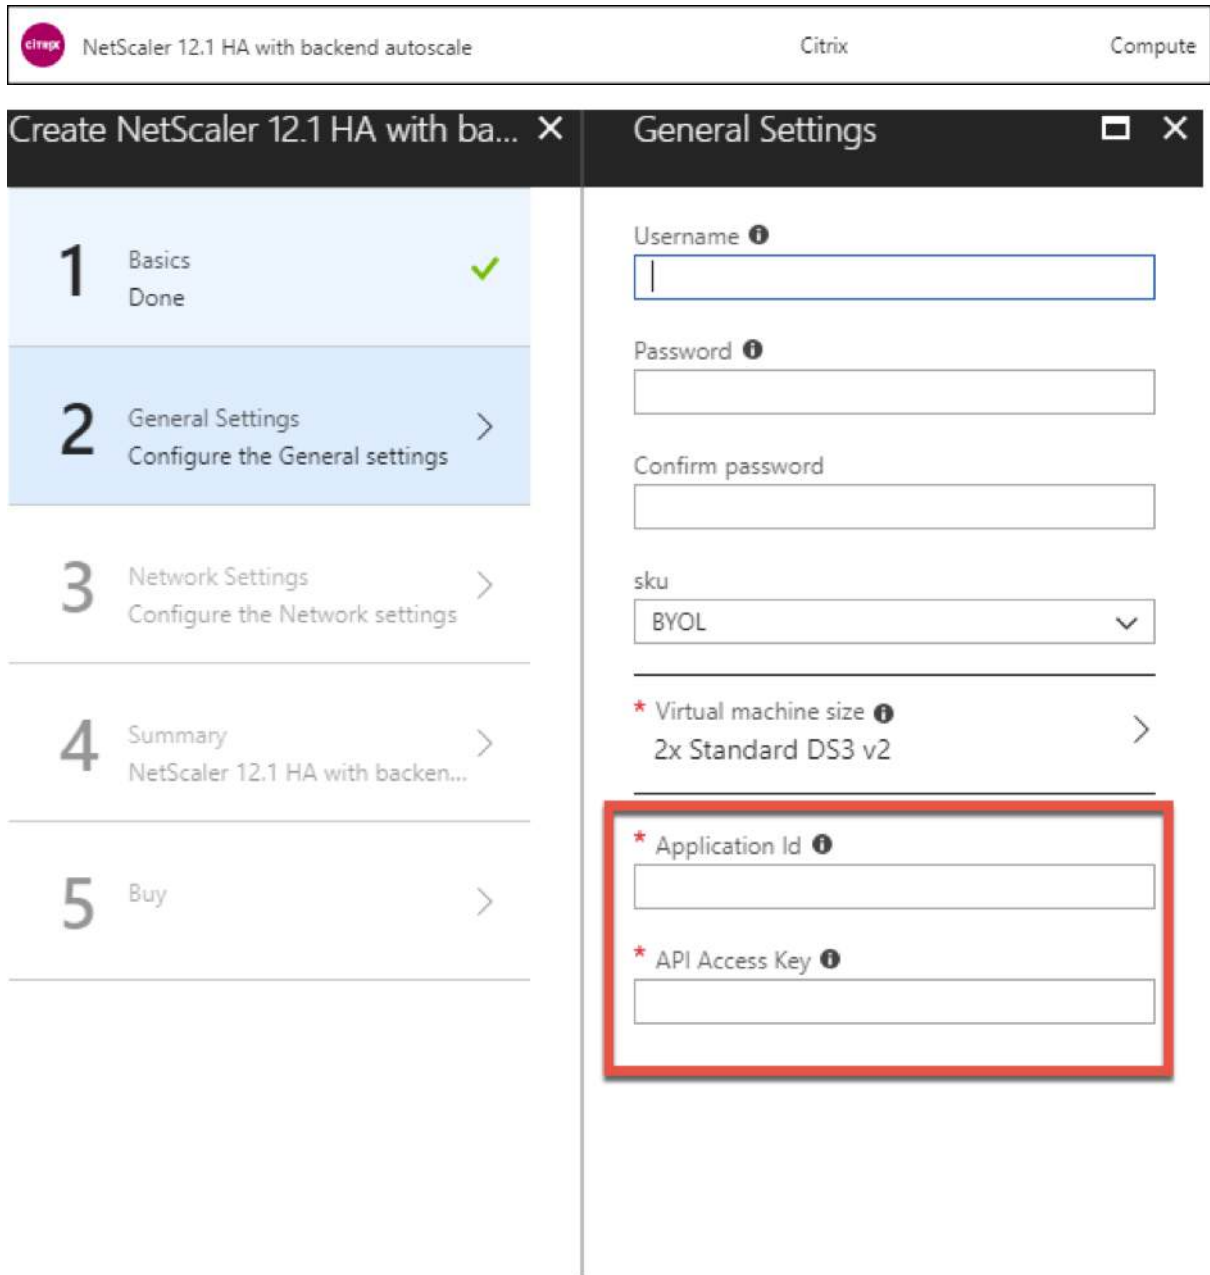 CİTRIX
NetScaler 12.1 HA with backend autoscale
Citrix
Compute
Create NetScaler 12.1 HA with ba...
1
Basics
Done
2
General Settings
Configure the General settings
3
Network Settings
Configure the Network settings
4
Summary
NetScaler 12.1 HA with backen...
5
Buy
General Settings
Username
Password
Confirm password
sku
BYOL
* Virtual machine size
2x Standard DS3 v2
* Application Id
* API Access Key